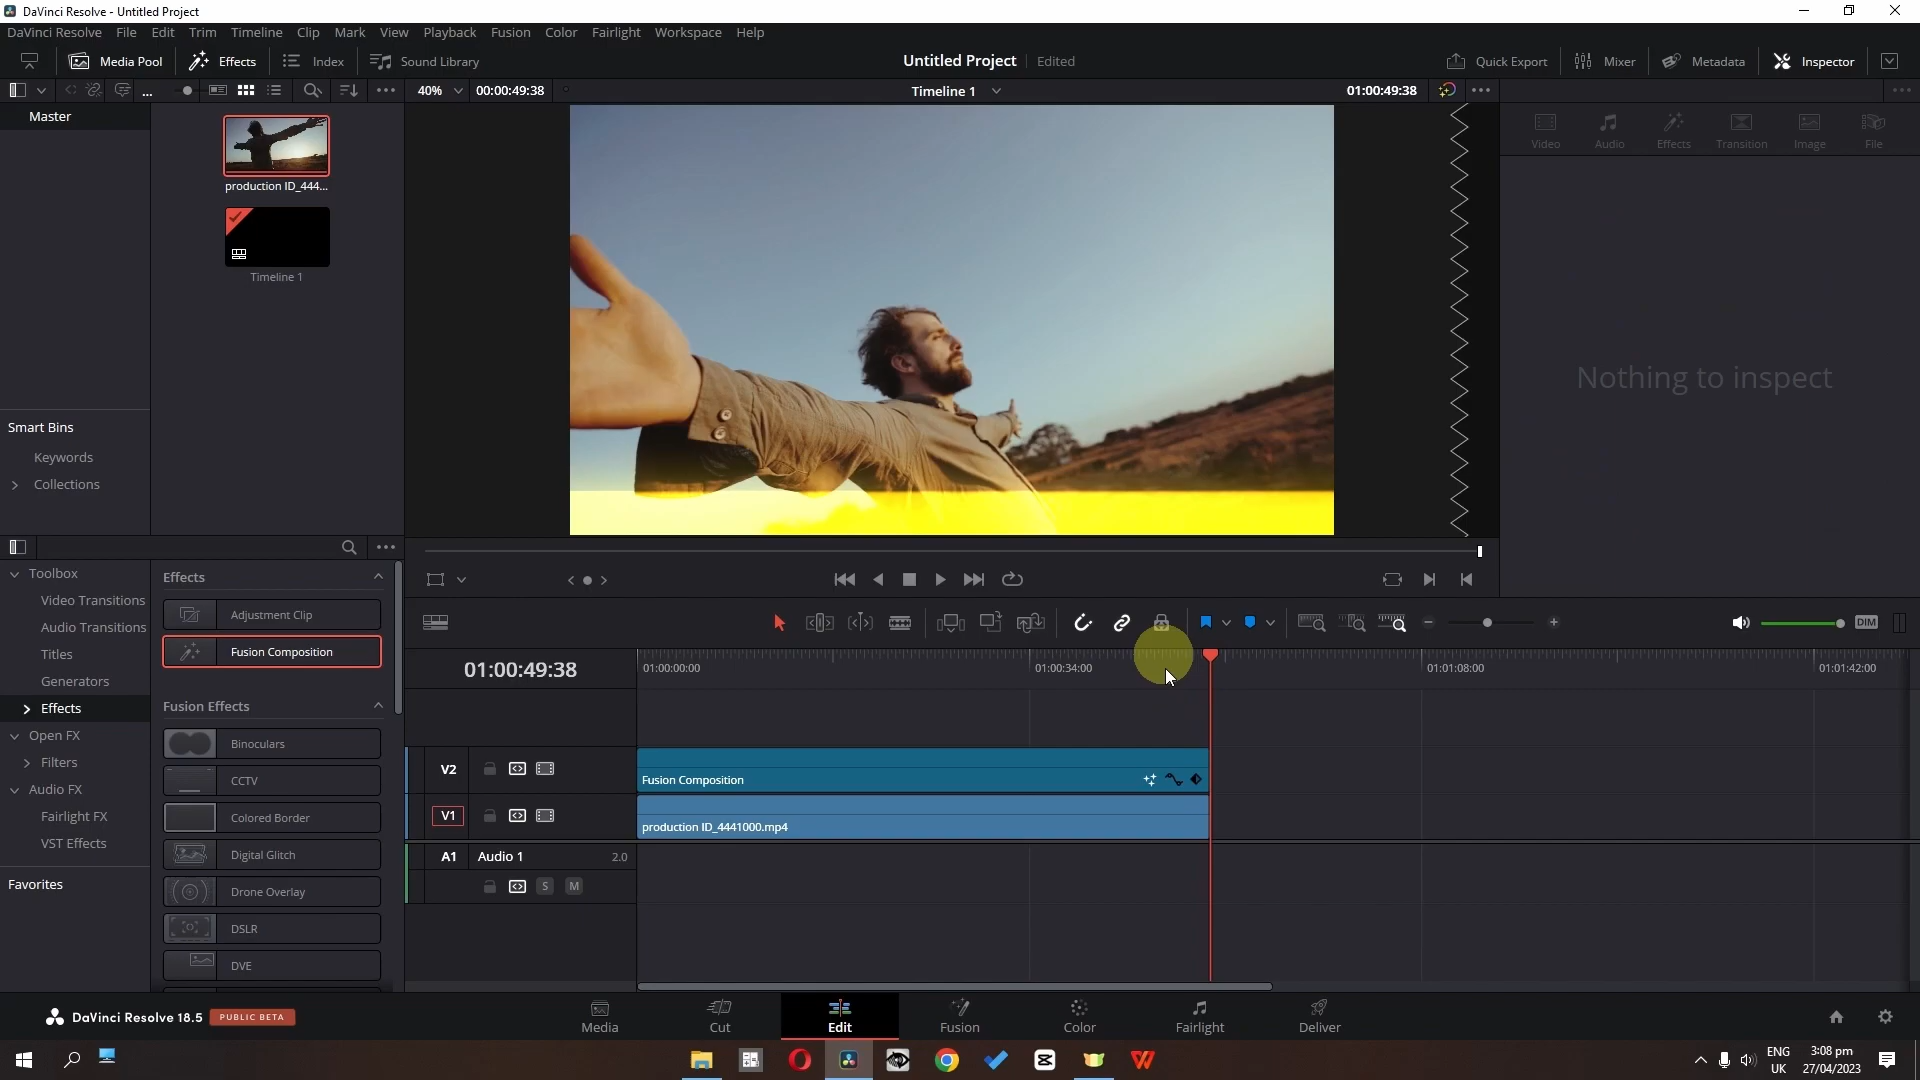 DaVinci Resolve - Untitled Project
DaVinci Resolve File Edit Trim Timeline Clip Mark View Playback Fusion Color Fairlight Workspace Help
Media Pool Effects Index Sound Library Untitled Project Edited Quick Export Mixer Metadata Inspector
... 40% 00:00:49:38 Timeline 1 01:00:49:38
Master
Video Audio Effects Transition Image File
production ID_444...
Timeline 1
Nothing to inspect
Smart Bins
Keywords
Collections
Toolbox
Video Transitions
Audio Transitions
Titles
Generators
Effects
Open FX
Filters
Audio FX
Fairlight FX
VST Effects
Favorites
Effects
Adjustment Clip
Fusion Composition
Fusion Effects
Binoculars
CCTV
Colored Border
Digital Glitch
Drone Overlay
DSLR
DVE
DIM
01:00:49:38
01:00:00:00 01:00:34:00 01:01:08:00 01:01:42:00
V2
Fusion Composition
V1
production ID_4441000.mp4
A1 Audio 1 2.0
S M
DaVinci Resolve 18.5 PUBLIC BETA
Media Cut Edit Fusion Color Fairlight Deliver
ENG
UK
3:08 pm
27/04/2023